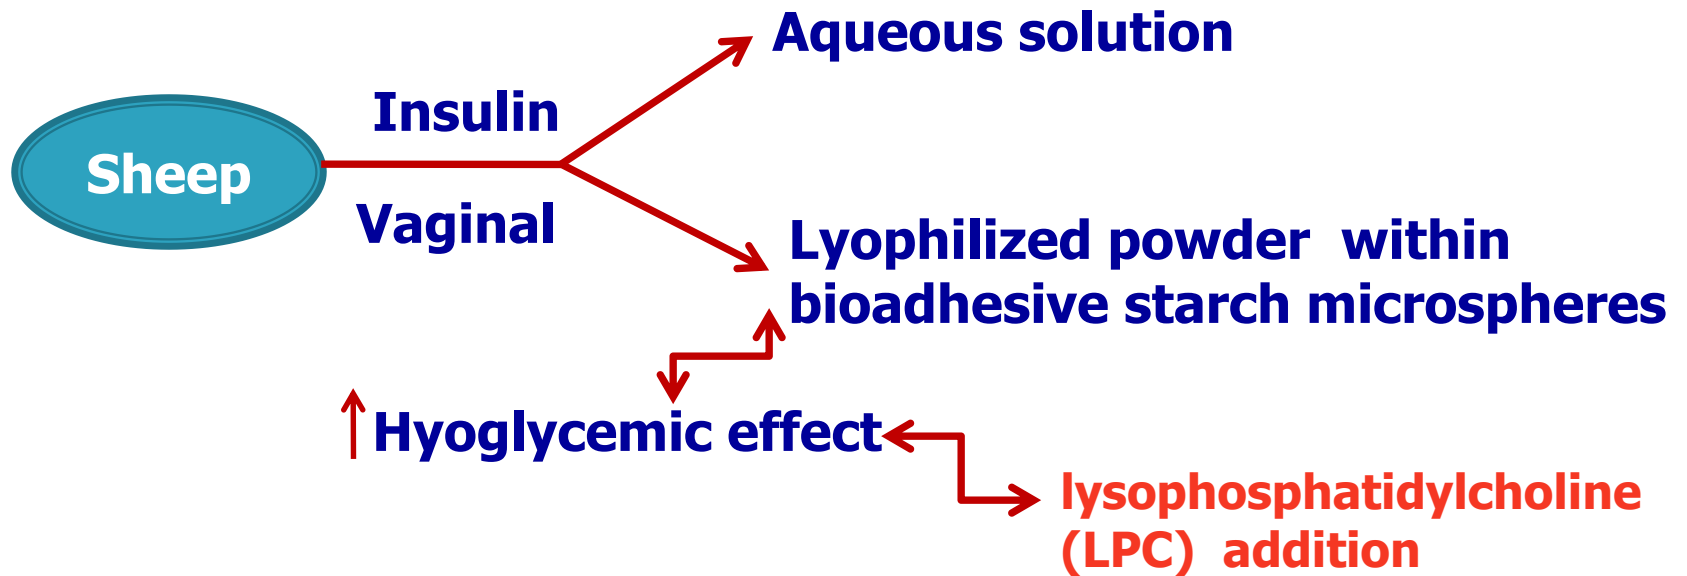 Aqueous solution
Insulin
Sheep
Vaginal
Lyophilized powder within
bioadhesive starch microspheres
Hyoglycemic effect
lysophosphatidylcholine
(LPC) addition